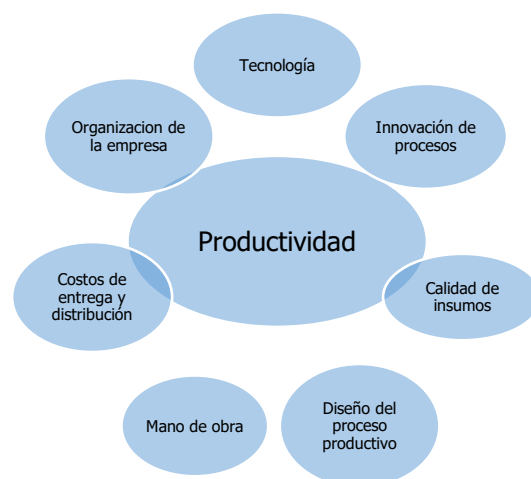 Tecnología
Organizacion de
la empresa
Innovación de
procesos
Productividad
Costos de
entrega y
distribución
Calidad de
insumos
Mano de obra
Diseño del
proceso
productivo